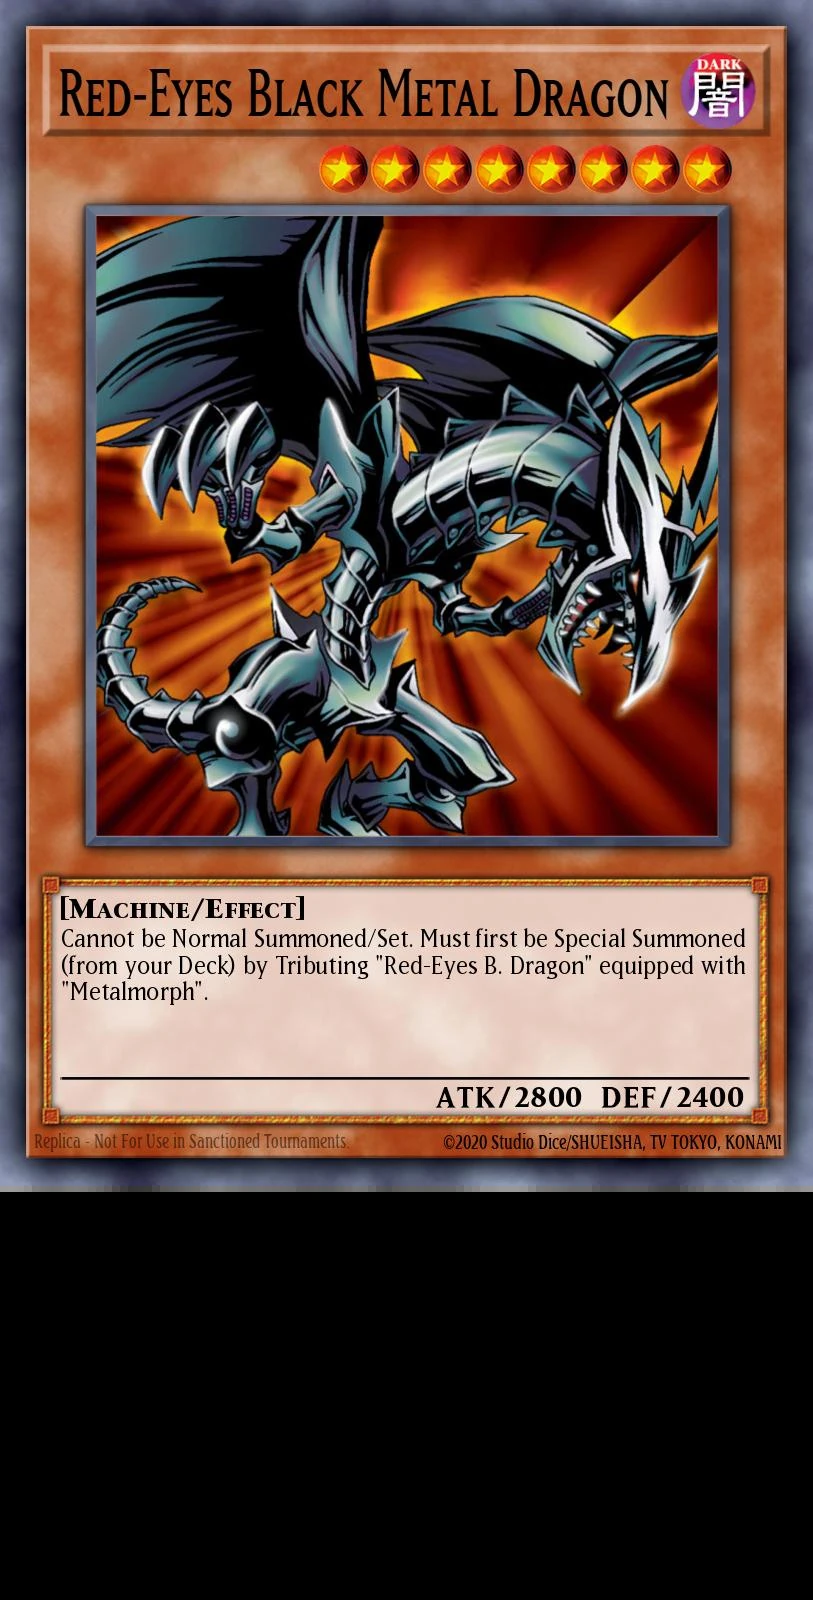 Red-Eyes Black Metal Dragon
DARK
闇
[Machine/Effect]
Cannot be Normal Summoned/Set. Must first be Special Summoned
(from your Deck) by Tributing "Red-Eyes B. Dragon" equipped with
"Metalmorph".
ATK/2800 DEF/2400
Replica - Not For Use in Sanctioned Tournaments.
©2020 Studio Dice/SHUEISHA, TV TOKYO, KONAMI